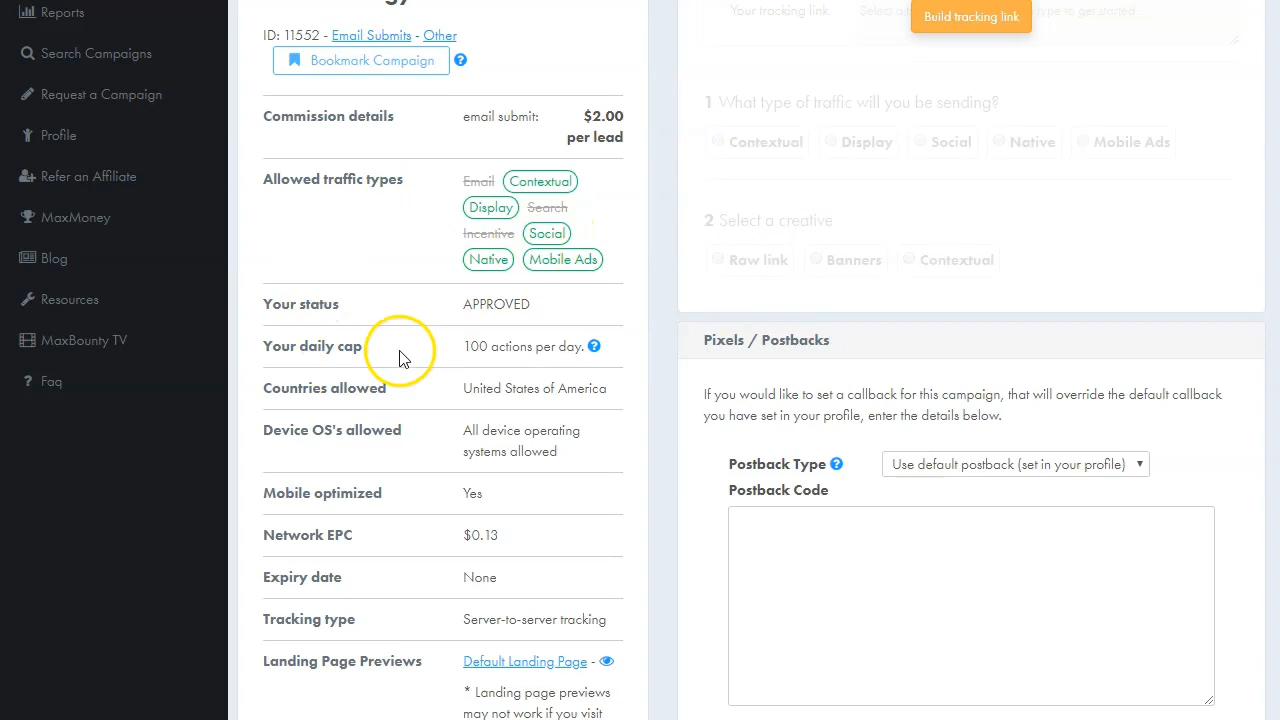 Reports
Search Campaigns
Request a Campaign
Profile
Refer an Affiliate
MaxMoney
Blog
Resources
MaxBounty TV
? Faq
ID: 11552 - Email Submits - Other
Bookmark Campaign ?
Commission details email submit: $2.00
per lead
Allowed traffic types Email Contextual
Display Search
Incentive Social
Native Mobile Ads
Your status APPROVED
Your daily cap 100 actions per day. ?
Countries allowed United States of America
Device OS's allowed All device operating
systems allowed
Mobile optimized Yes
Network EPC $0.13
Expiry date None
Tracking type Server-to-server tracking
Landing Page Previews Default Landing Page -
* Landing page previews
may not work if you visit
Your tracking link Select a
type to get started
Build tracking link
1 What type of traffic will you be sending?
Contextual Display Social Native Mobile Ads
2 Select a creative
Raw link Banners Contextual
Pixels / Postbacks
If you would like to set a callback for this campaign, that will override the default callback
you have set in your profile, enter the details below.
Postback Type ? Use default postback (set in your profile)
Postback Code